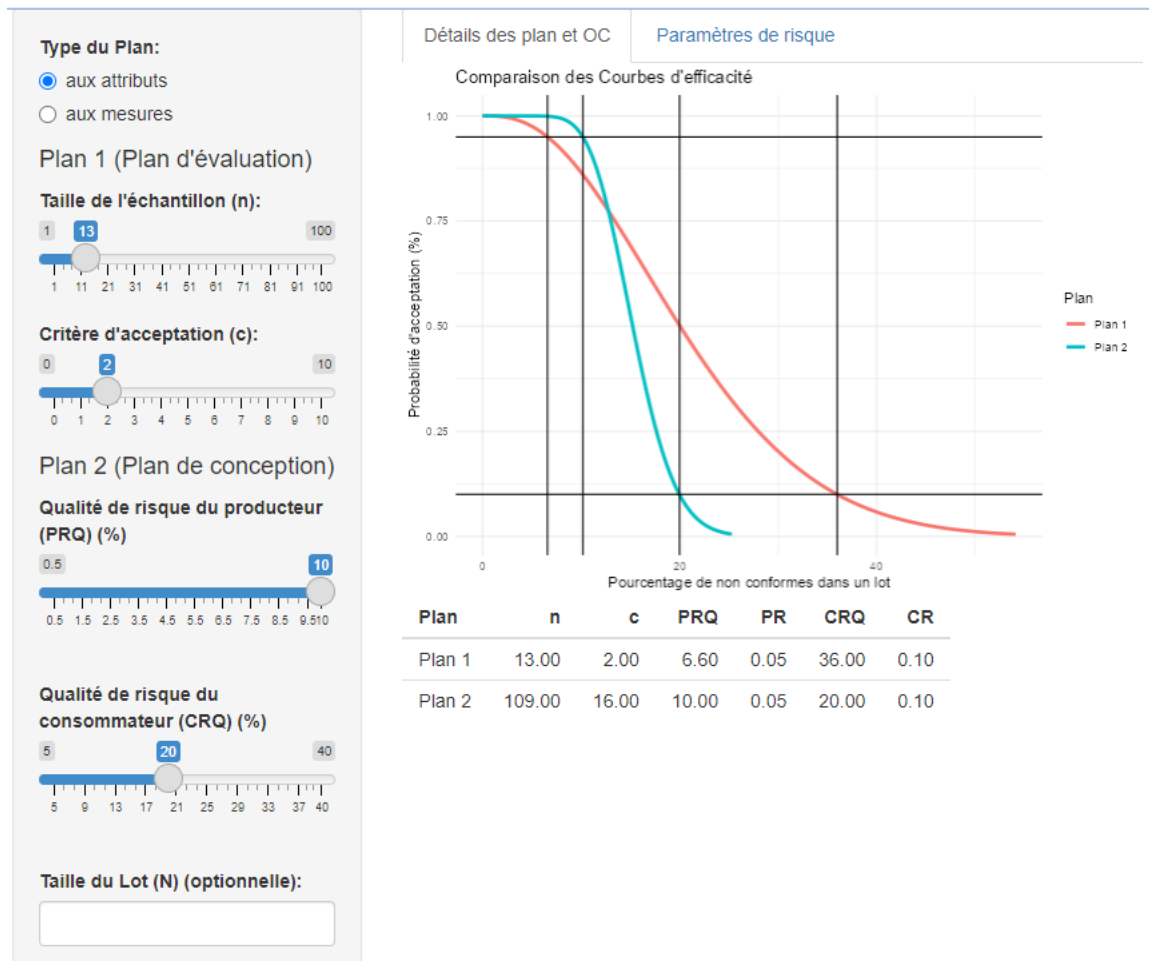 Type du Plan:
aux attributs
aux mesures
Plan 1 (Plan d'évaluation)
Taille de l'échantillon (n):
1 13 100
1 11 21 31 41 51 61 71 81 91 100
Critère d'acceptation (c):
0 2 10
0 1 2 3 4 5 6 7 8 9 10
Plan 2 (Plan de conception)
Qualité de risque du producteur
(PRQ) (%)
0.5 10
0.5 1.5 2.5 3.5 4.5 5.5 6.5 7.5 8.5 9.510
Qualité de risque du
consommateur (CRQ) (%)
5 20 40
5 9 13 17 21 25 29 33 37 40
Taille du Lot (N) (optionnelle):
Détails des plan et OC Paramètres de risque
Comparaison des Courbes d'efficacité
Probabilité d'acceptation (%)
1.00
0.75
0.50
0.25
0.00
0 20 40
Pourcentage de non conformes dans un lot
Plan
Plan 1
Plan 2
Plan n c PRQ PR CRQ CR
Plan 1 13.00 2.00 6.60 0.05 36.00 0.10
Plan 2 109.00 16.00 10.00 0.05 20.00 0.10